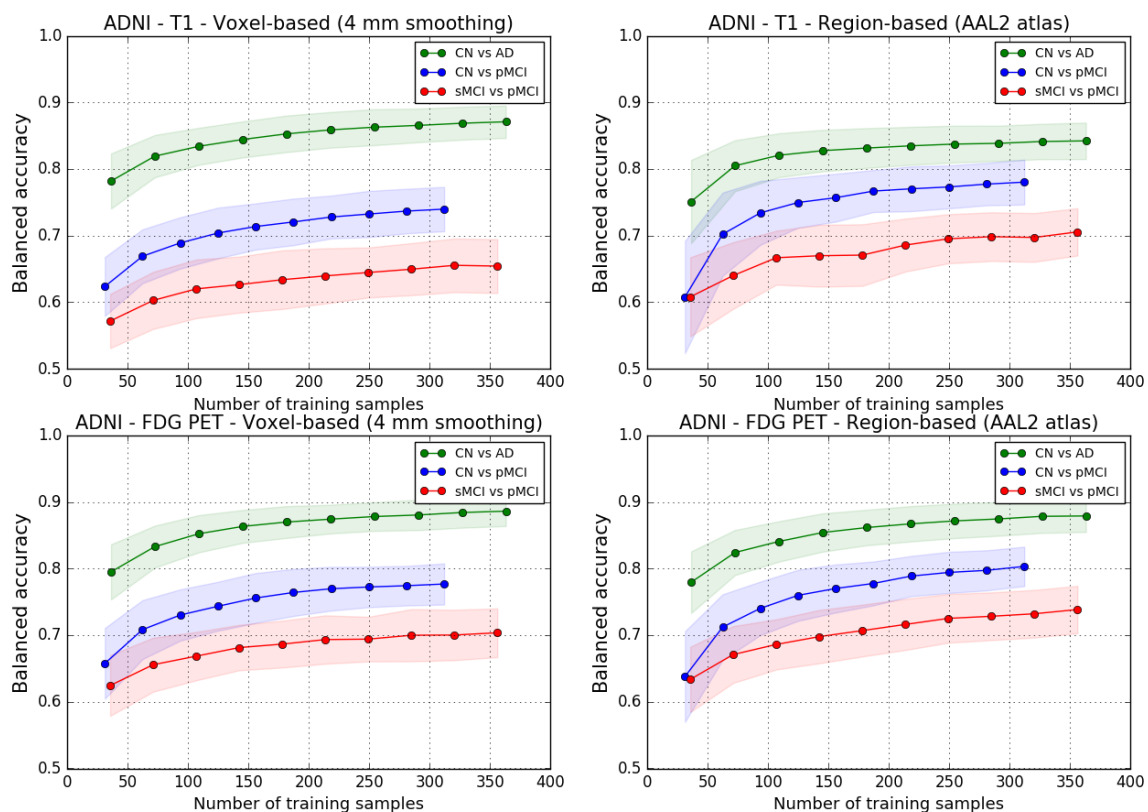 ADNI - T1 - Voxel-based (4 mm smoothing)
1.0
0.9
0.8
0.7
0.6
0.5
Balanced accuracy
CN vs AD
CN vs pMCI
sMCI vs pMCI
0 50 100 150 200 250 300 350 400
Number of training samples
ADNI - T1 - Region-based (AAL2 atlas)
1.0
0.9
0.8
0.7
0.6
0.5
Balanced accuracy
CN vs AD
CN vs pMCI
sMCI vs pMCI
0 50 100 150 200 250 300 350 400
Number of training samples
ADNI - FDG PET - Voxel-based (4 mm smoothing)
1.0
0.9
0.8
0.7
0.6
0.5
Balanced accuracy
CN vs AD
CN vs pMCI
sMCI vs pMCI
0 50 100 150 200 250 300 350 400
Number of training samples
ADNI - FDG PET - Region-based (AAL2 atlas)
1.0
0.9
0.8
0.7
0.6
0.5
Balanced accuracy
CN vs AD
CN vs pMCI
sMCI vs pMCI
0 50 100 150 200 250 300 350 400
Number of training samples